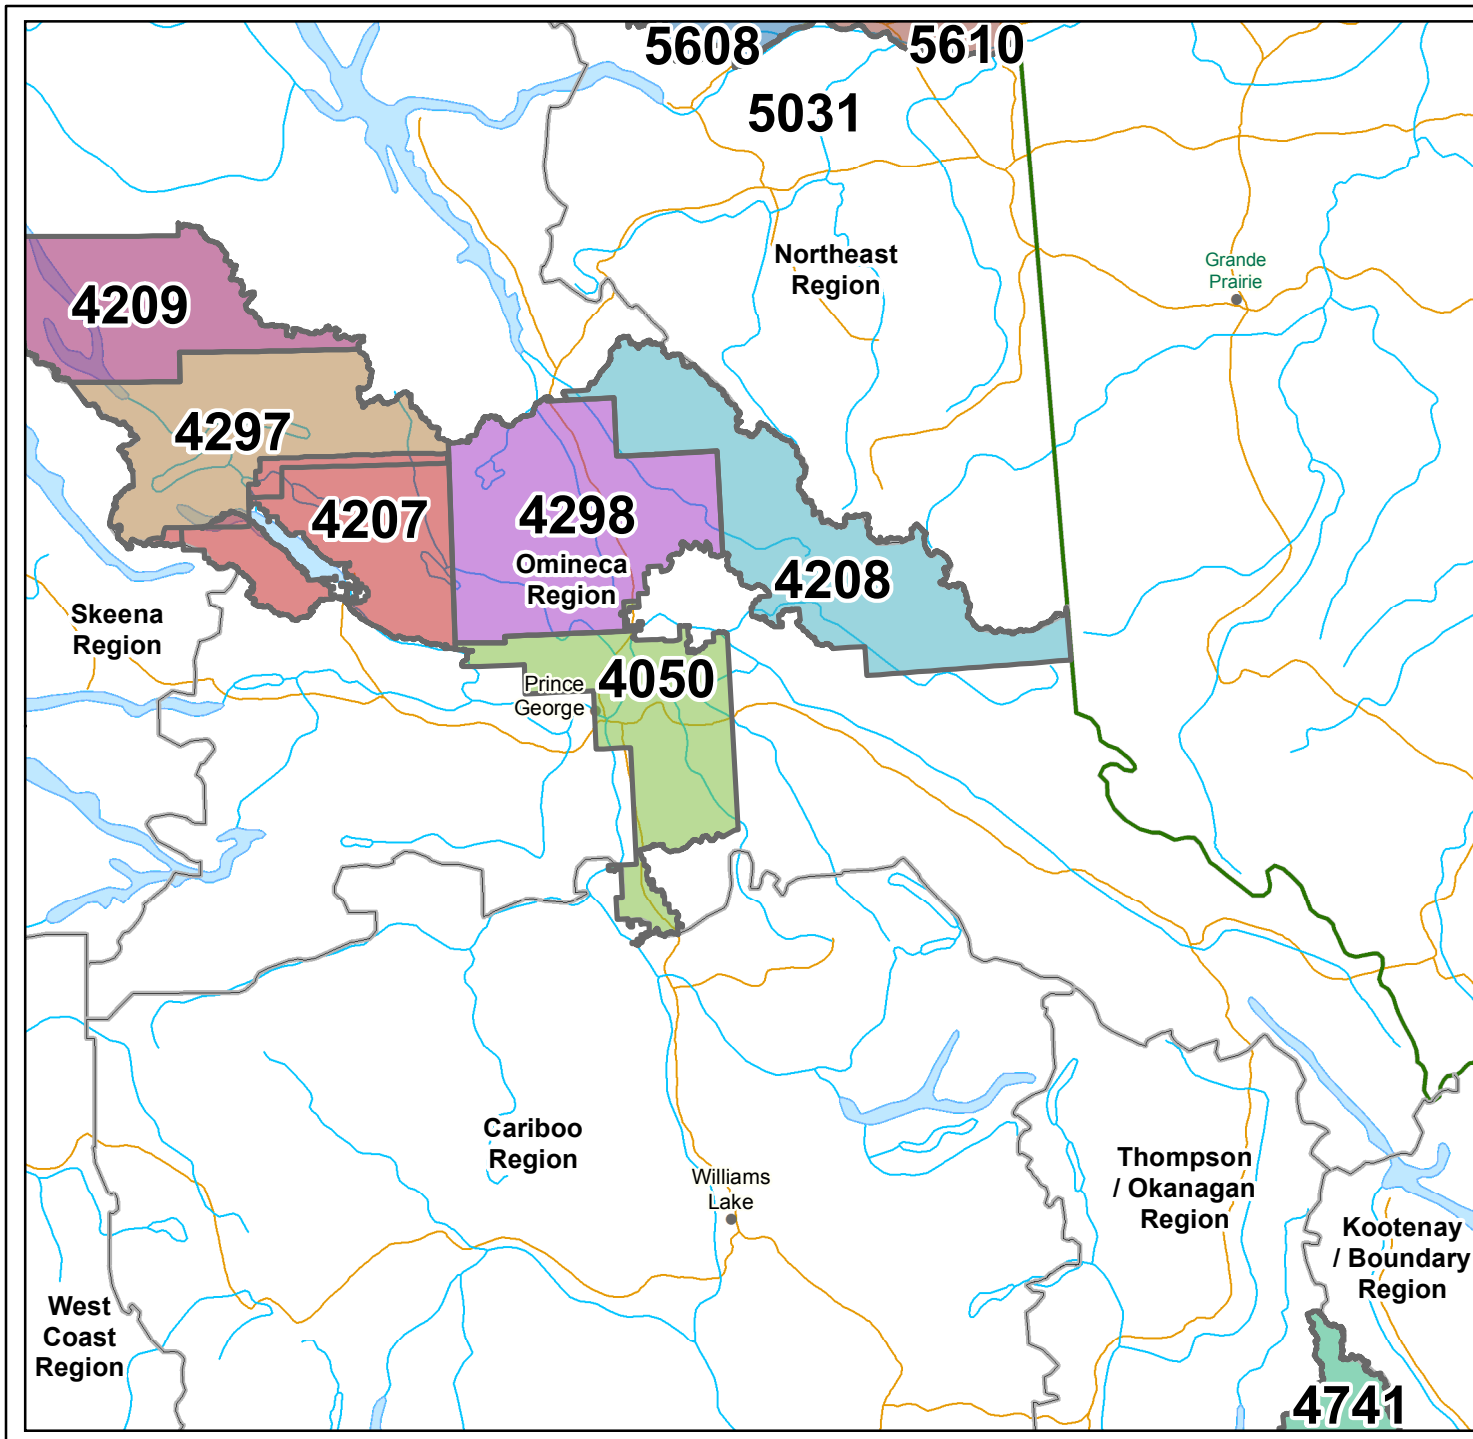 5608
5610
5031
Northeast
Region
Grande
Prairie
4209
4297
4207
4298
Omineca
Region
4208
Skeena
Region
4050
Prince
George
Cariboo
Region
Williams
Lake
Thompson
/ Okanagan
Region
Kootenay
/ Boundary
Region
West
Coast
Region
4741